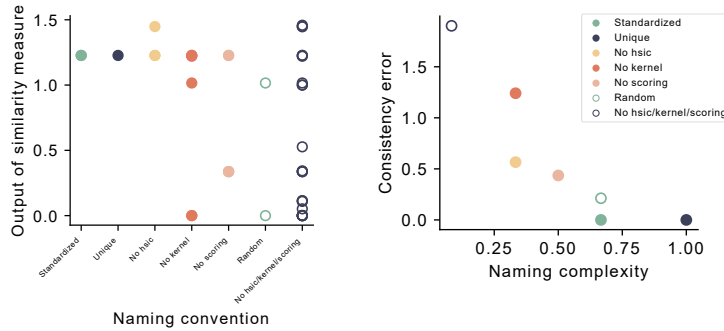 Output of similarity measure
1.5
1.0
0.5
0.0
Standardized
Unique
No hsic
No kernel
No scoring
Random
No hsic/kernel/scoring
Naming convention
Consistency error
1.5
1.0
0.5
0.0
0.25
0.50
0.75
1.00
Naming complexity
Standardized
Unique
No hsic
No kernel
No scoring
Random
No hsic/kernel/scoring